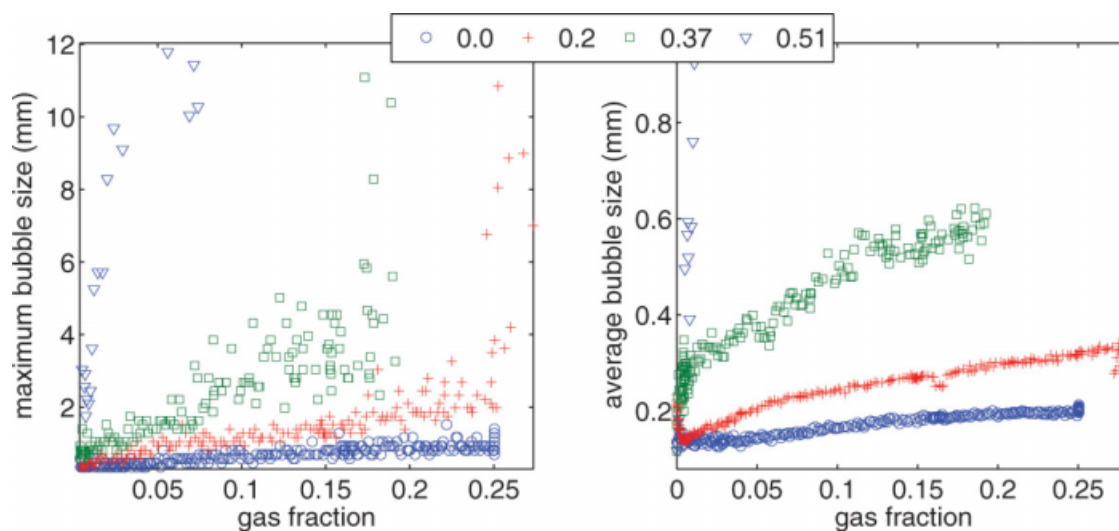 0.0 0.2 0.37 0.51
12
10
8
6
4
2
maximum bubble size (mm)
0.05 0.1 0.15 0.2 0.25
gas fraction
0.8
0.6
0.4
0.2
average bubble size (mm)
0 0.05 0.1 0.15 0.2 0.25
gas fraction